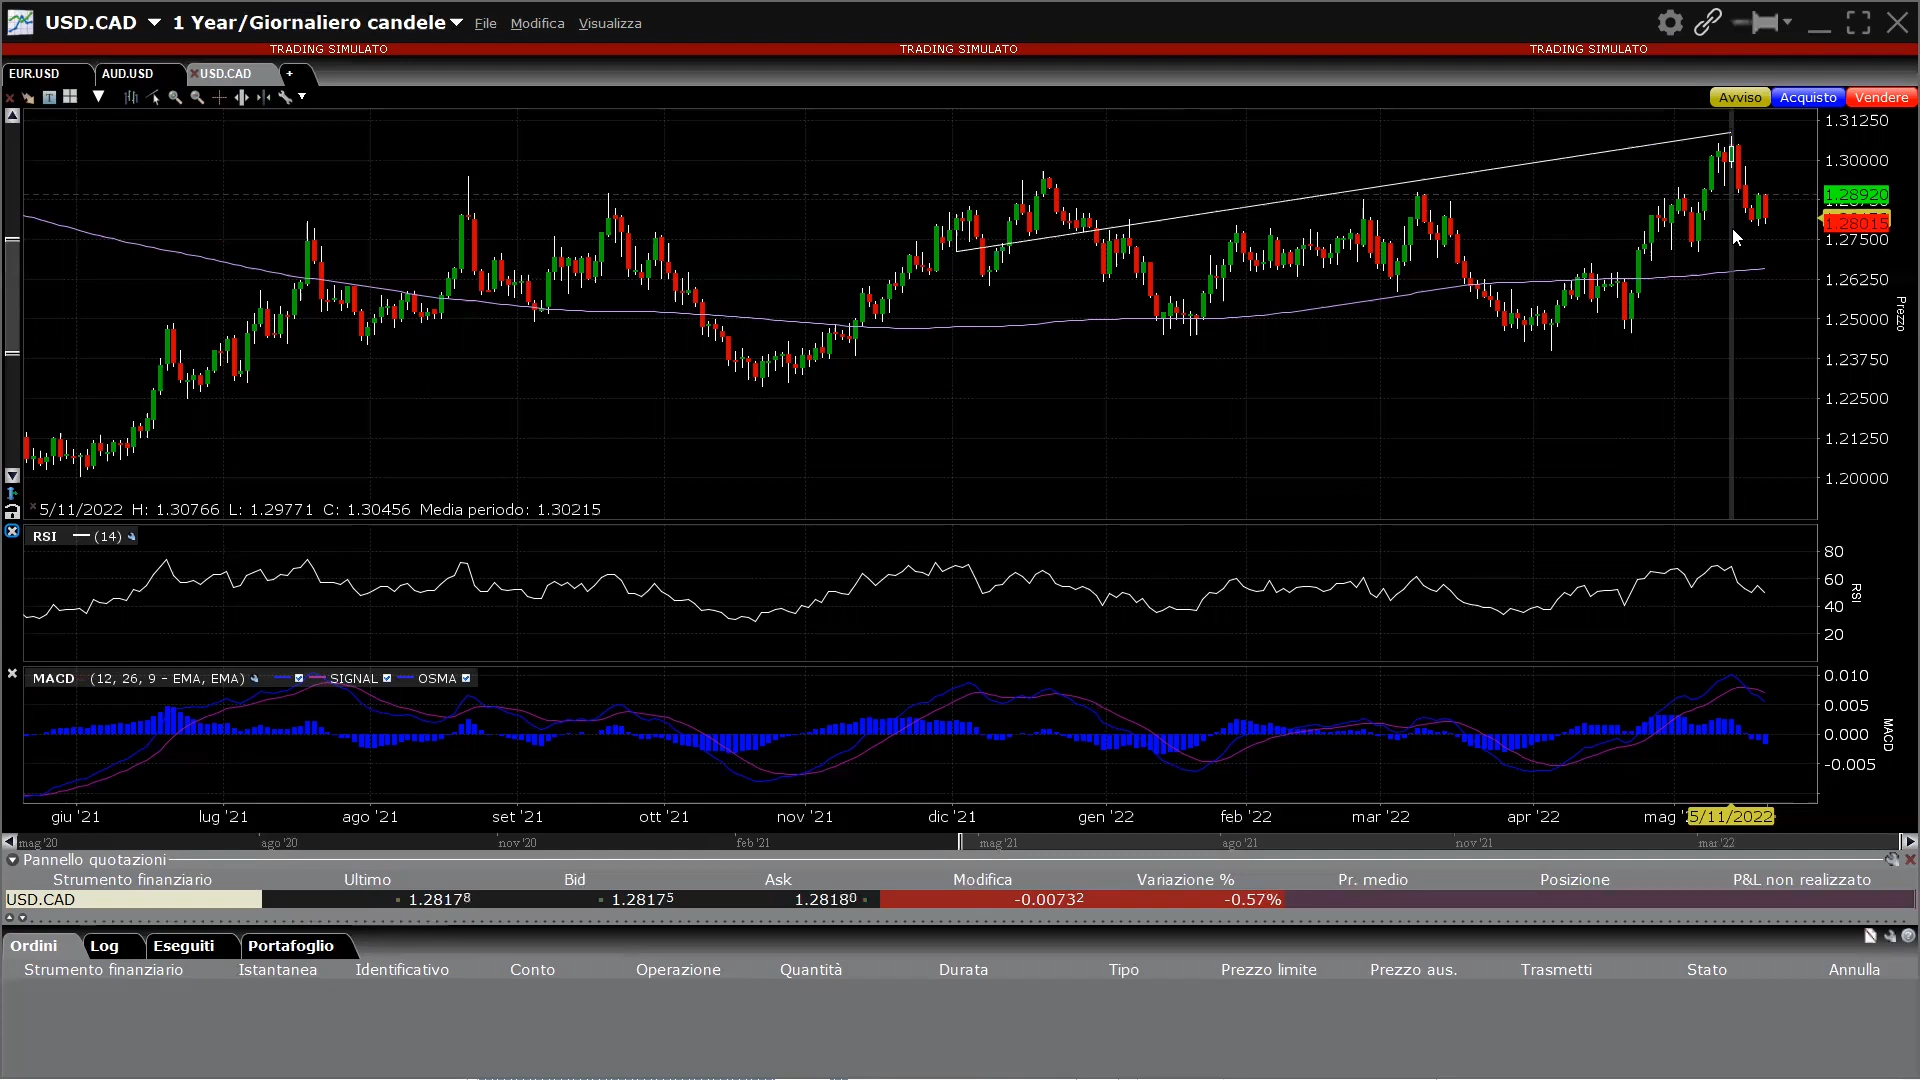 USD.CAD 1 Year/Giornaliero candele File Modifica Visualizza
TRADING SIMULATO TRADING SIMULATO TRADING SIMULATO
EUR.USD AUD.USD USD.CAD +
Avviso Acquisto Vendere
1.31250
1.30000
1.28920
1.28015
1.27500
1.26250
1.25000
1.23750
1.22500
1.21250
1.20000
Prezzo
5/11/2022 H: 1.30766 L: 1.29771 C: 1.30456 Media periodo: 1.30215
RSI (14)
80
60
40
20
RSI
MACD (12, 26, 9 - EMA, EMA) SIGNAL OSMA
0.010
0.005
0.000
-0.005
MACD
giu '21 lug '21 ago '21 set '21 ott '21 nov '21 dic '21 gen '22 feb '22 mar '22 apr '22 mag ' 5/11/2022
mag '20 ago '20 nov '20 feb '21 mag '21 ago '21 nov '21 mar '22
Pannello quotazioni
Strumento finanziario Ultimo Bid Ask Modifica Variazione % Pr. medio Posizione P&L non realizzato
USD.CAD 1.28178 1.28175 1.28180 -0.00732 -0.57%
Ordini Log Eseguiti Portafoglio
Strumento finanziario Istantanea Identificativo Conto Operazione Quantità Durata Tipo Prezzo limite Prezzo aus. Trasmetti Stato Annulla